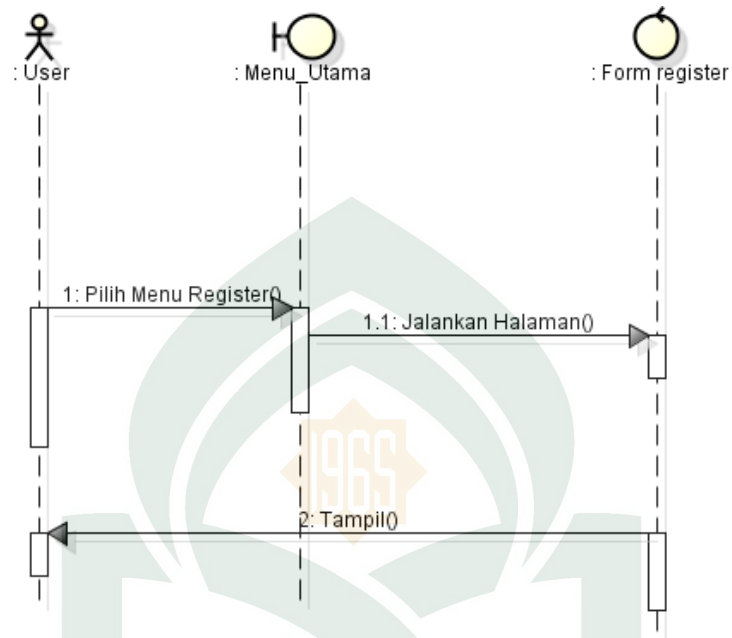 : User
: Menu_Utama
: Form register
1: Pilih Menu Register()
1.1: Jalankan Halaman()
1965
2: Tampil()